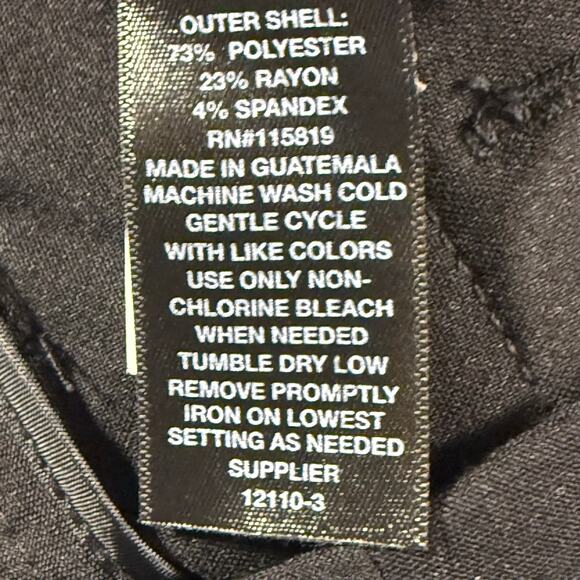 OUTER SHELL:
73% POLYESTER
23% RAYON
4% SPANDEX
RN#115819
MADE IN GUATEMALA
MACHINE WASH COLD
GENTLE CYCLE
WITH LIKE COLORS
USE ONLY NON-
CHLORINE BLEACH
WHEN NEEDED
TUMBLE DRY LOW
REMOVE PROMPTLY
IRON ON LOWEST
SETTING AS NEEDED
SUPPLIER
12110-3